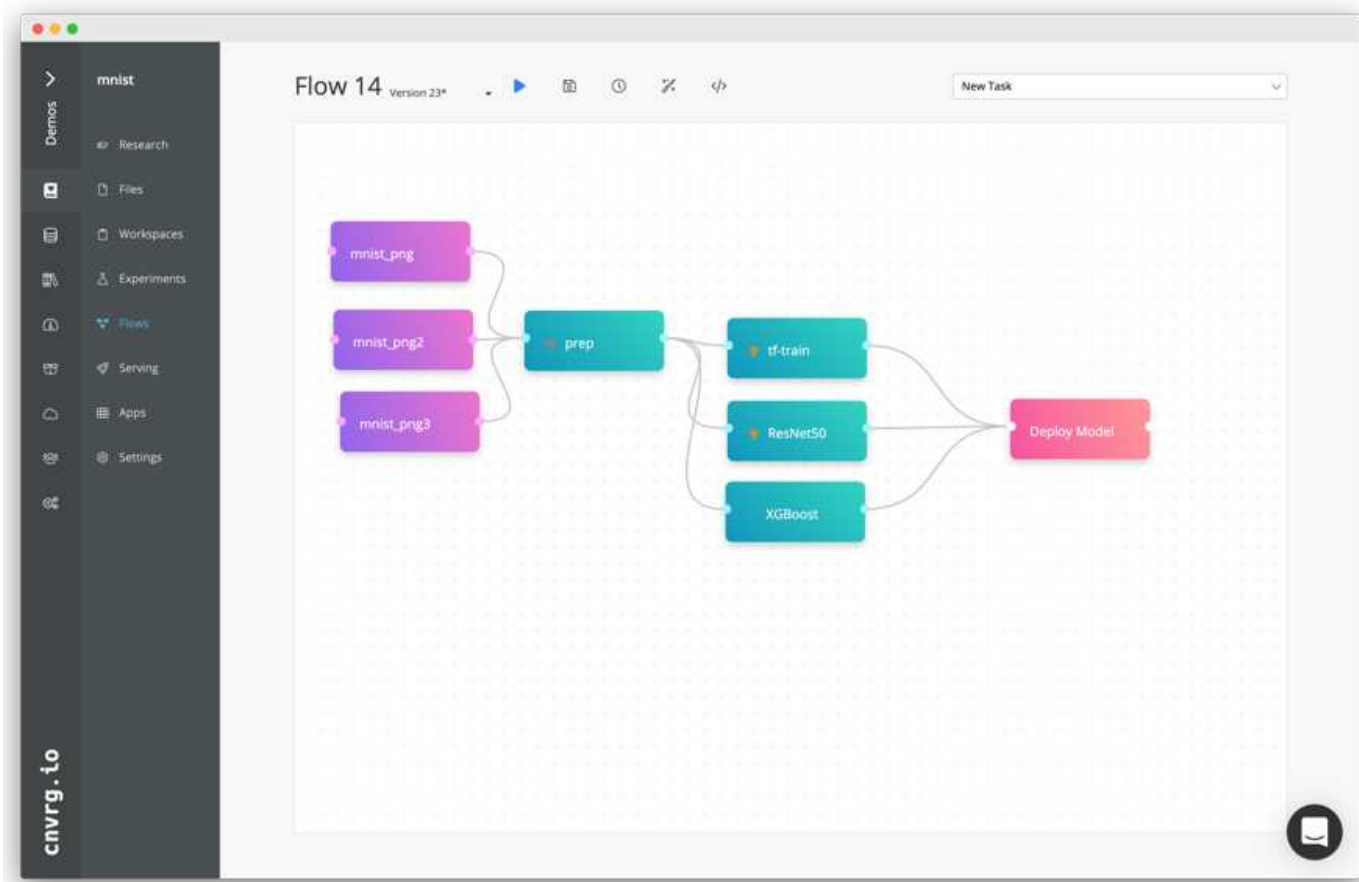 mnist
Demos
Research
Files
Workspaces
Experiments
Flows
Serving
Apps
Settings
cnvrg.io
Flow 14 Version 23*
</>
New Task
mnist_png
mnist_png2
mnist_png3
prep
tf-train
ResNet50
XGBoost
Deploy Model